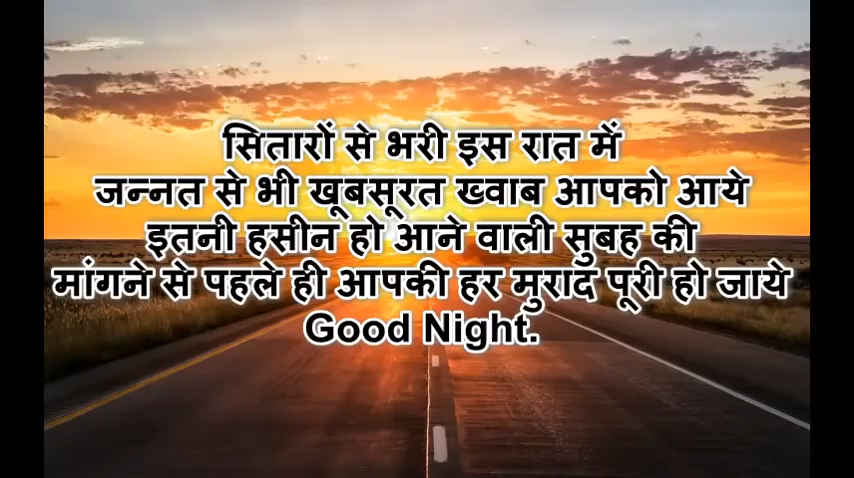 सितारों से भरी इस रात में
जन्नत से भी खूबसूरत ख्वाब आपको आये
इतनी हसीन हो आने वाली सुबह की
मांगने से पहले ही आपकी हर मुराद पूरी हो जाये
Good Night.